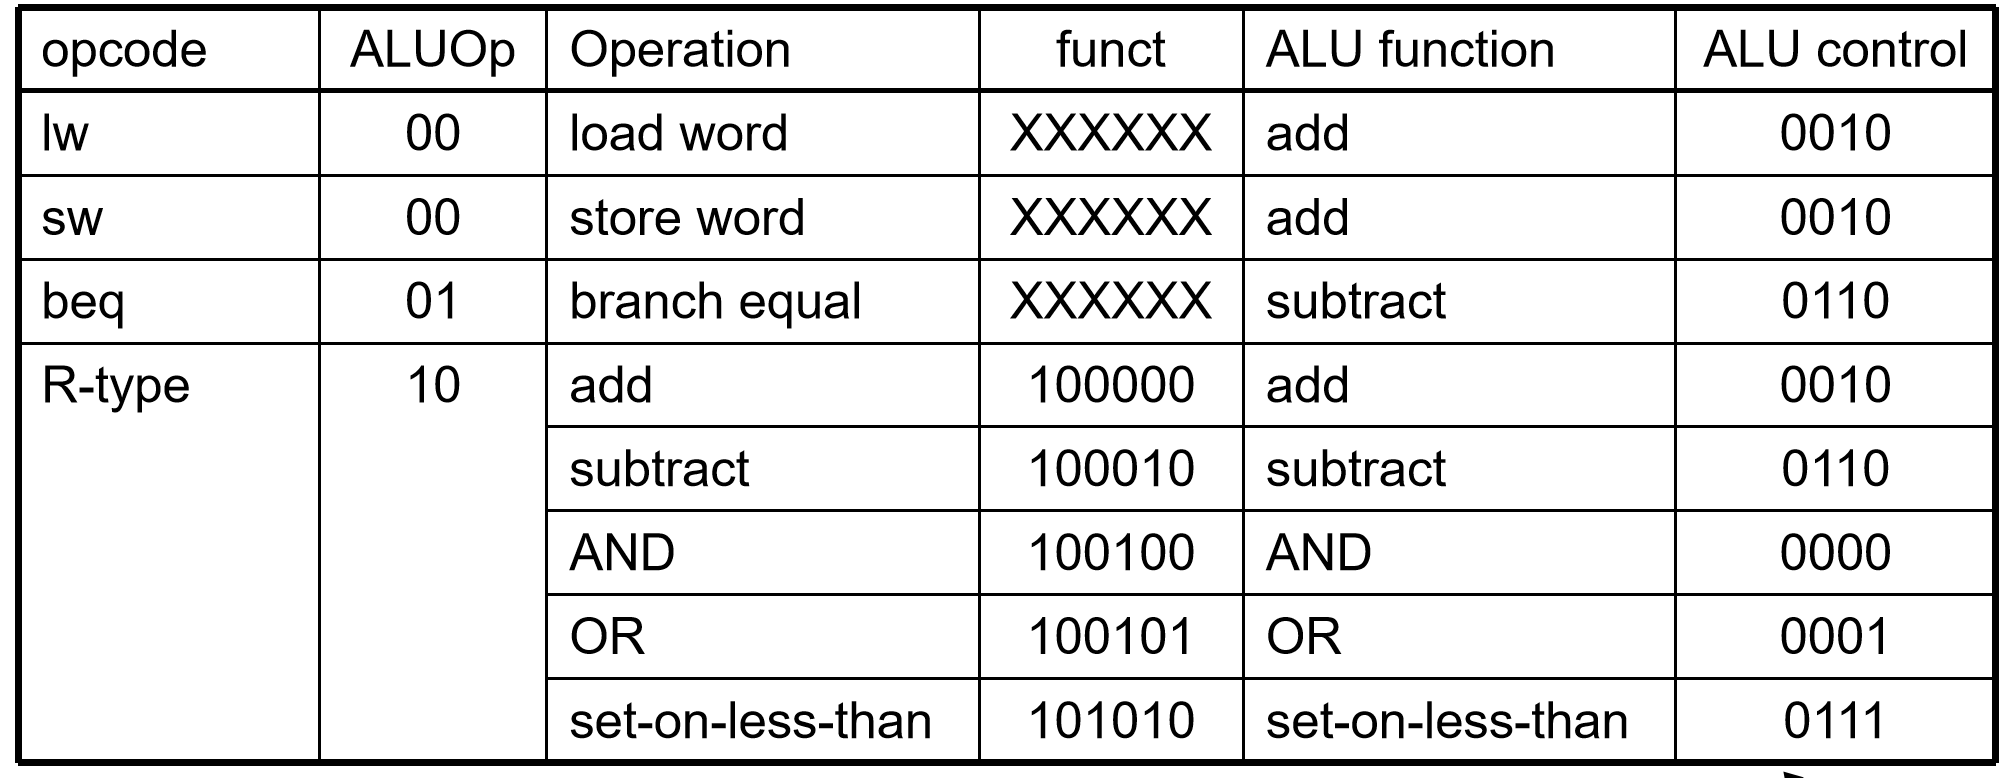 opcode ALUOp Operation funct ALU function ALU control
lw 00 load word XXXXXX add 0010
sw 00 store word XXXXXX add 0010
beq 01 branch equal XXXXXX subtract 0110
R-type 10 add 100000 add 0010
subtract 100010 subtract 0110
AND 100100 AND 0000
OR 100101 OR 0001
set-on-less-than 101010 set-on-less-than 0111